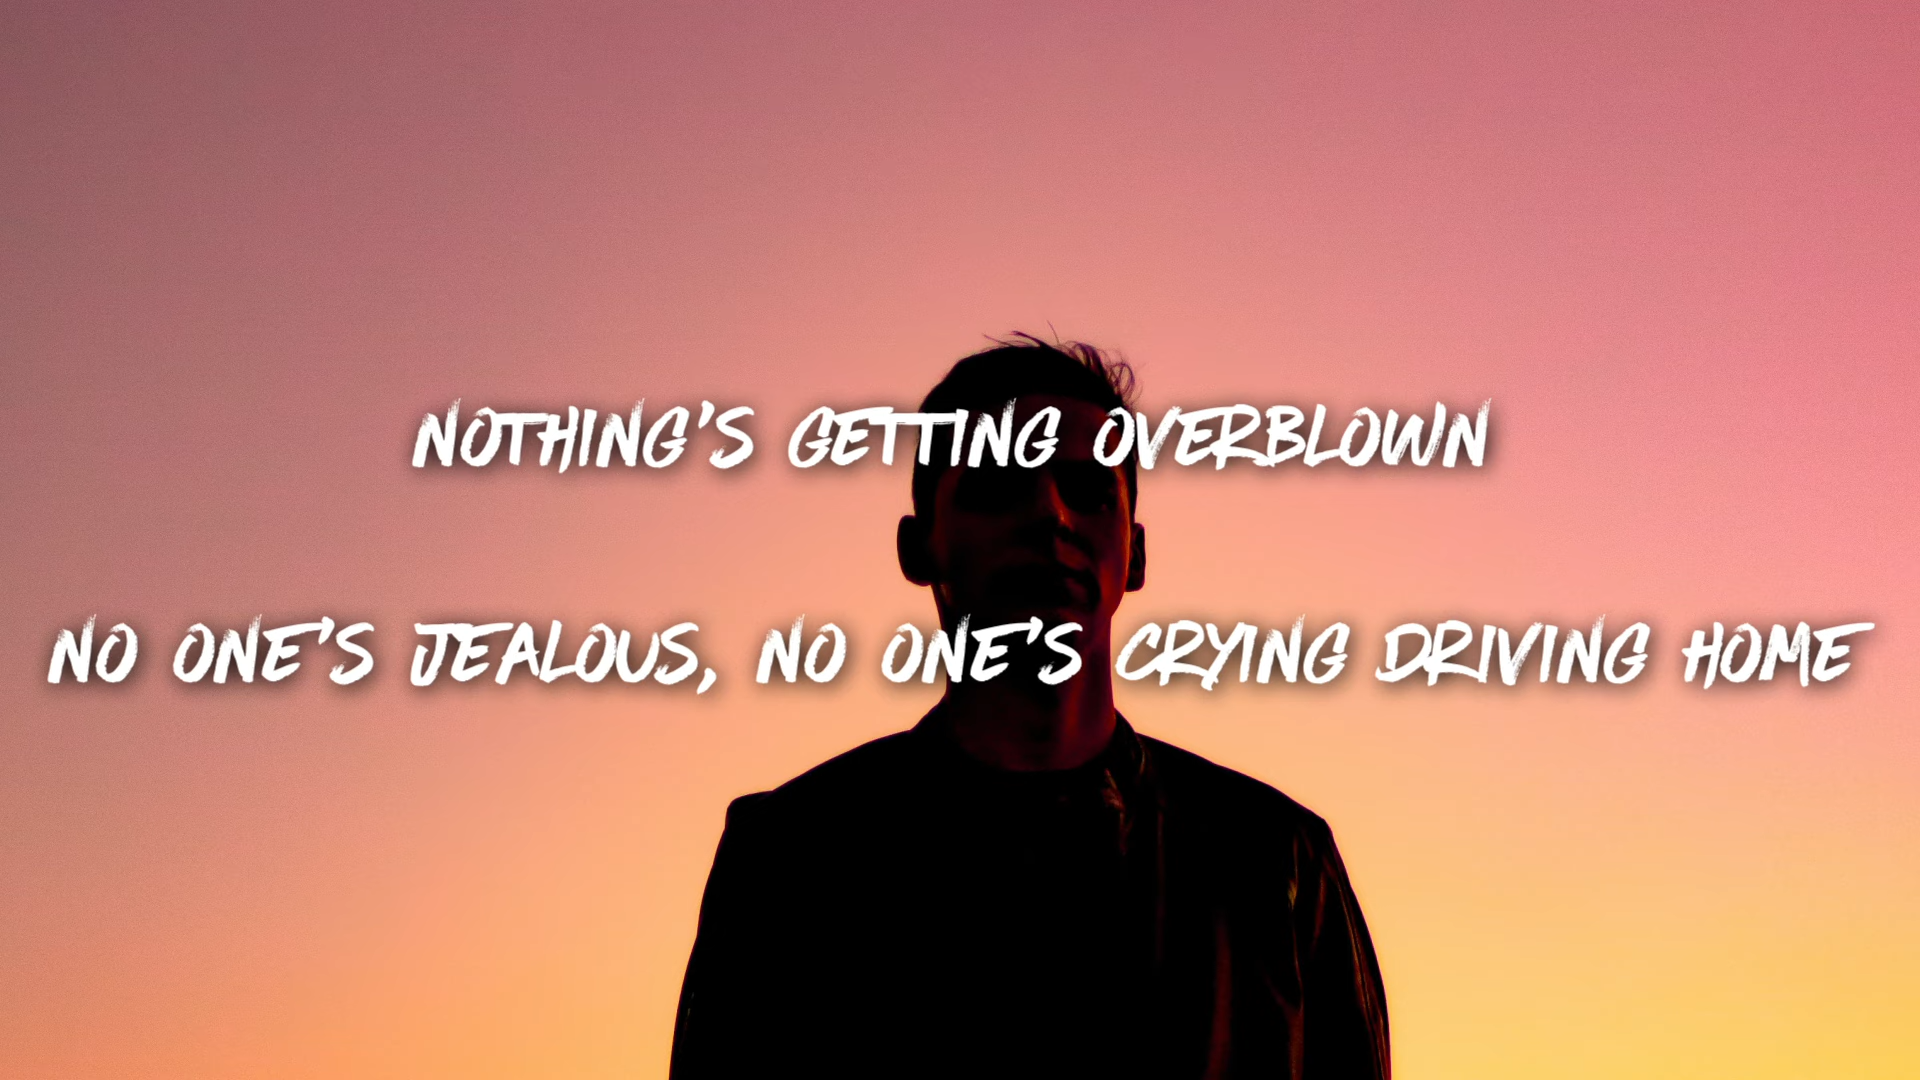 NOTHING'S GETTING OVERBLOWN
NO ONE'S JEALOUS, NO ONE'S CRYING DRIVING HOME